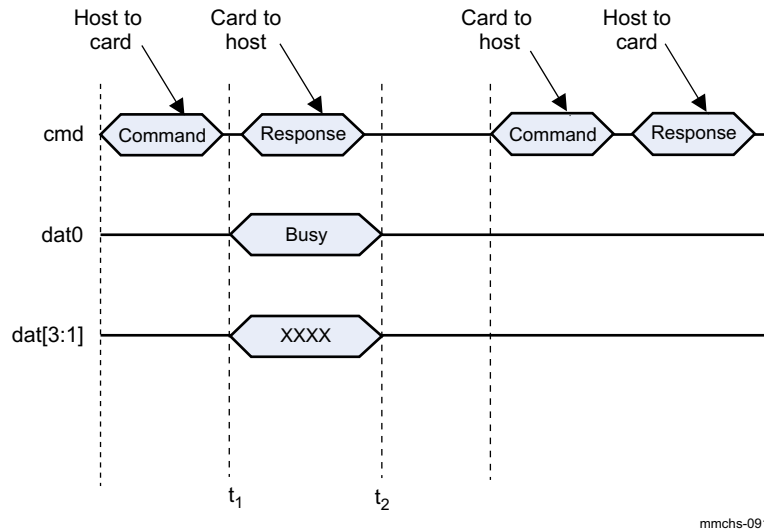 Host to
card
Card to
host
Card to
host
Host to
card
cmd
Command
Response
Command
Response
dat0
Busy
dat[3:1]
XXXX
t1
t2